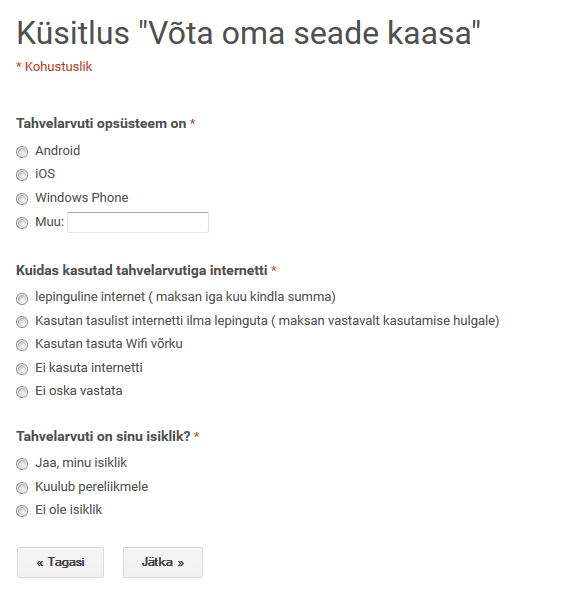 Küsitlus "Võta oma seade kaasa"
* Kohustuslik
Tahvelarvuti opsüsteem on *
Android
iOS
Windows Phone
Muu:
Kuidas kasutad tahvelarvutiga internetti *
lepinguline internet ( maksan iga kuu kindla summa)
Kasutan tasulist internetti ilma lepinguta ( maksan vastavalt kasutamise hulgale)
Kasutan tasuta Wifi võrku
Ei kasuta internetti
Ei oska vastata
Tahvelarvuti on sinu isiklik? *
Jaa, minu isiklik
Kuulub pereliikmele
Ei ole isiklik
« Tagasi Jätka »